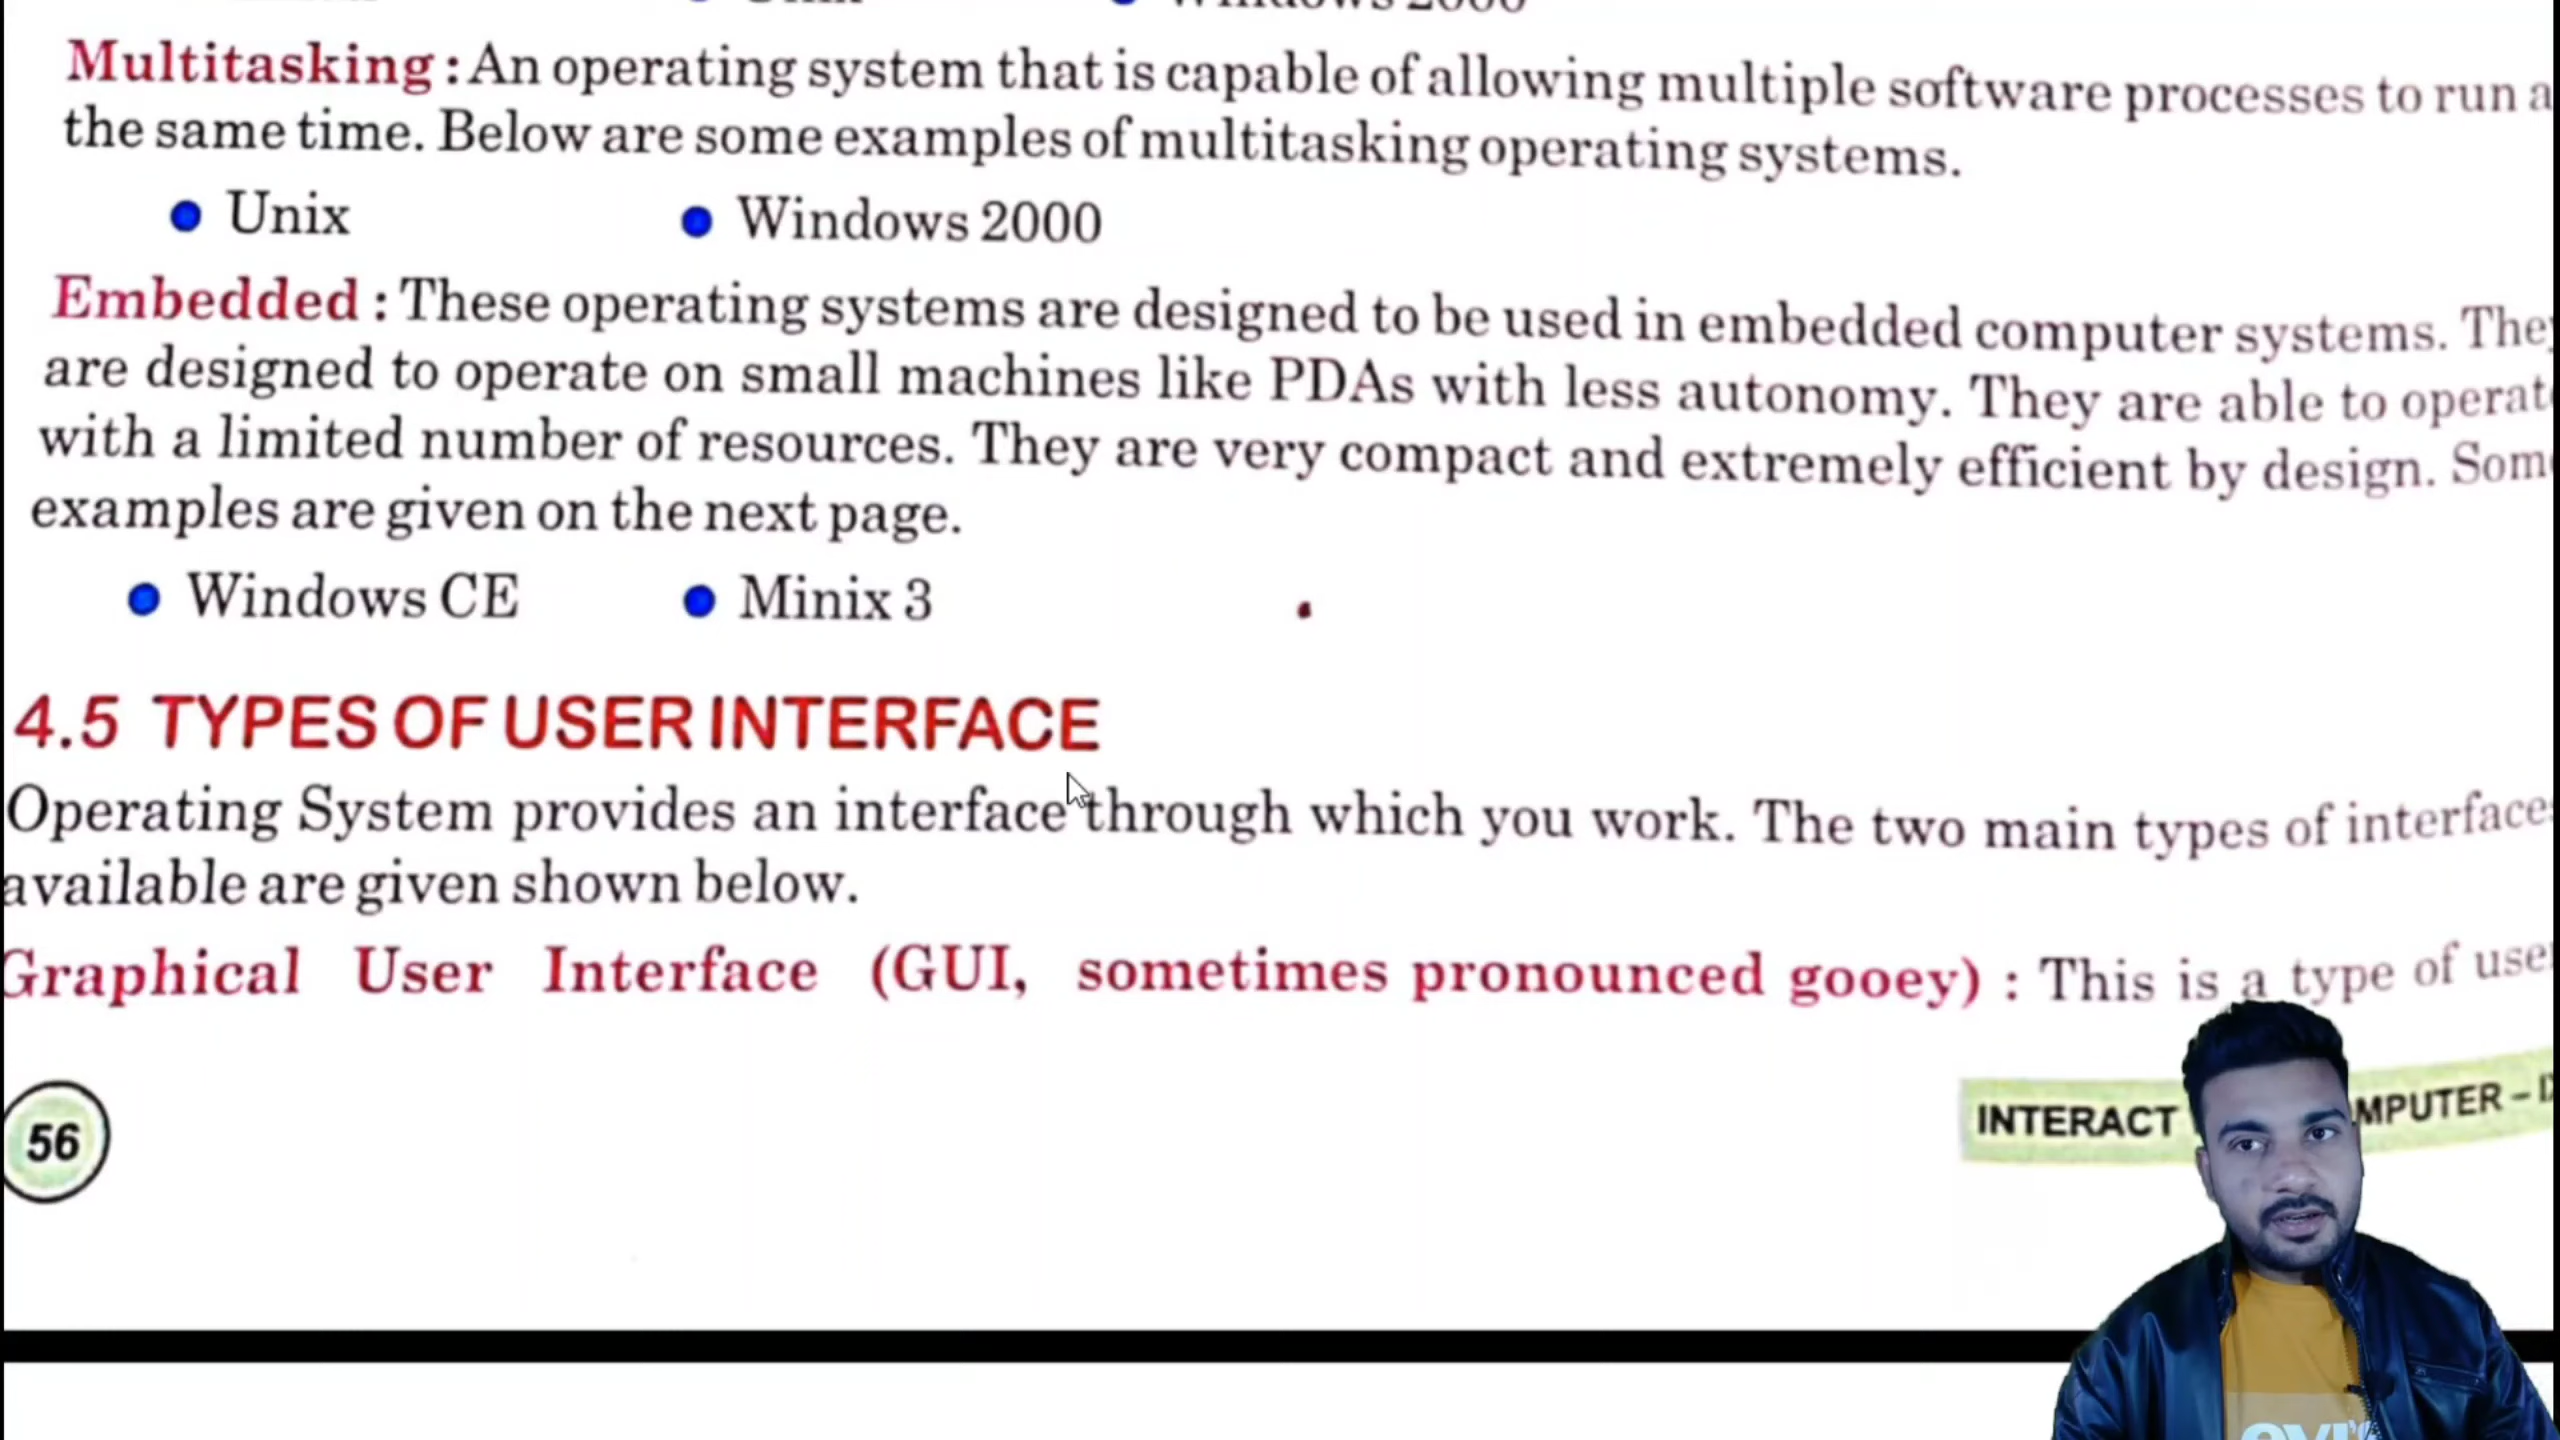 Multitasking : An operating system that is capable of allowing multiple software processes to run
the same time. Below are some examples of multitasking operating systems.
Unix
Windows 2000
Embedded : These operating systems are designed to be used in embedded computer systems.
are designed to operate on small machines like PDAs with less autonomy. They are able to
with a limited number of resources. They are very compact and extremely efficient by design.
examples are given on the next page.
Windows CE
Minix 3
4.5 TYPES OF USER INTERFACE
Operating System provides an interface through which you work. The two main types of
available are given shown below.
Graphical User Interface (GUI, sometimes pronounced gooey) : This is a type of
56
INTERACT